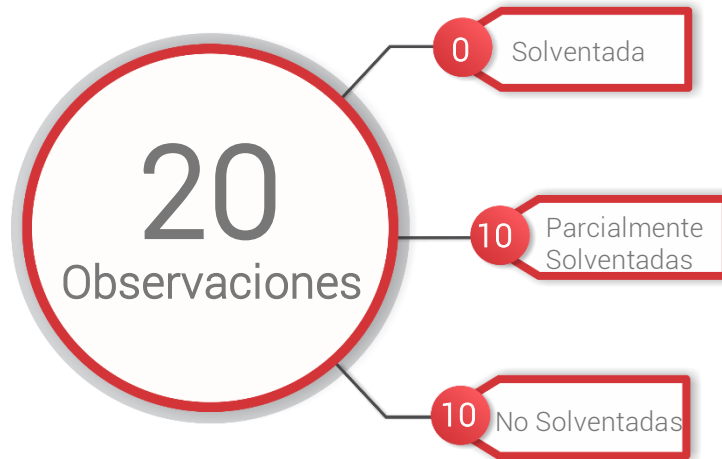 20
Observaciones
0
Solventada
10
Parcialmente
Solventadas
10
No Solventadas